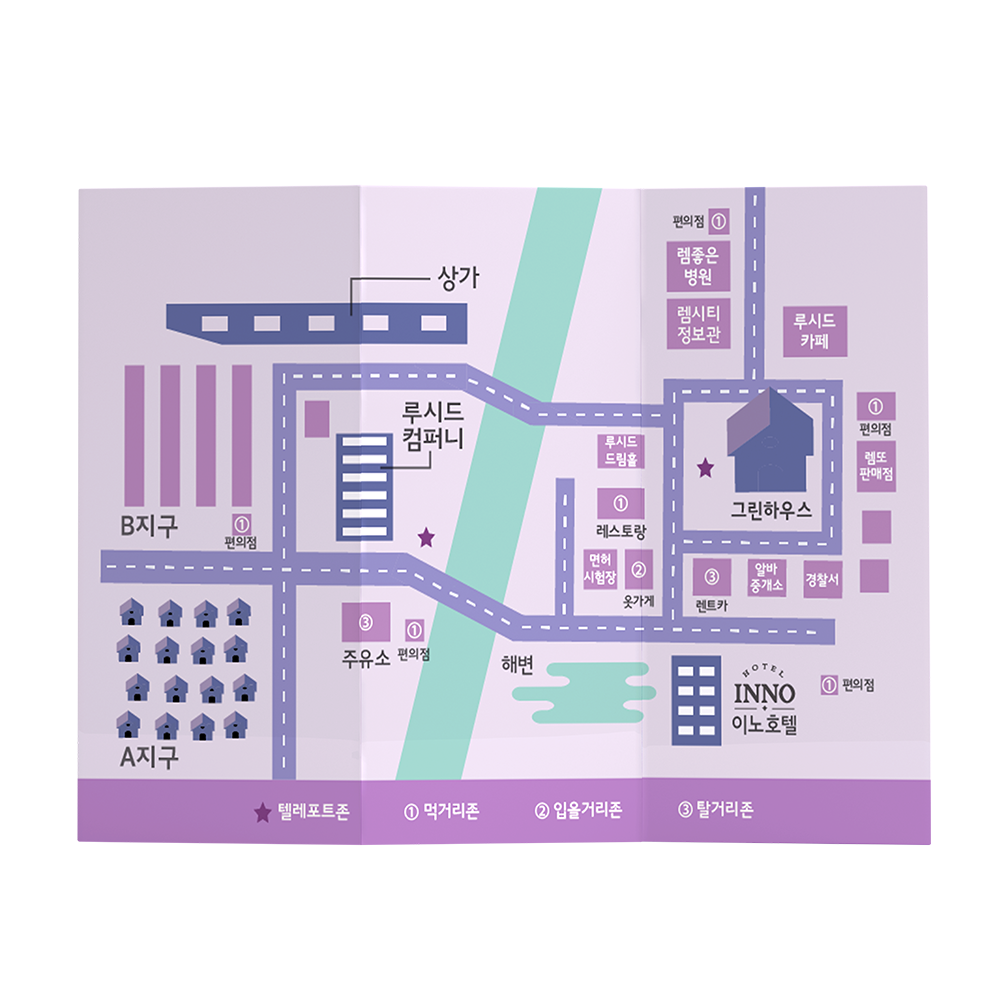 편의점 ①
렘좋은
병원
렘시티
정보관
루시드
카페
상가
루시드
컴퍼니
루시드
드림홀
①
레스토랑
면허
시험장
②
옷가게
그린하우스
①
편의점
렘또
판매점
③
렌트카
알바
중개소
경찰서
B지구
①
편의점
③
주유소
①
편의점
해변
HOTEL
INNO
이노호텔
① 편의점
A지구
★ 텔레포트존
① 먹거리존
② 입을거리존
③ 탈거리존